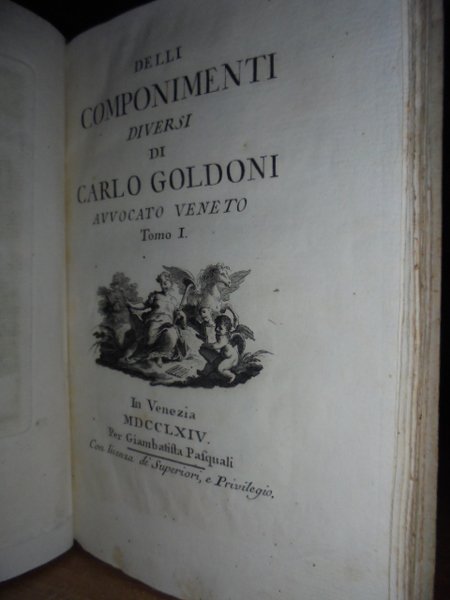 DELLI
COMPONIMENTI
DIVERSI
DI
CARLO GOLDONI
AVVOCATO VENETO
Tomo I.
In Venezia
MDCCLXIV.
Per Giambatista Pasquali
Con licenza di Superiori, e Privilegio.